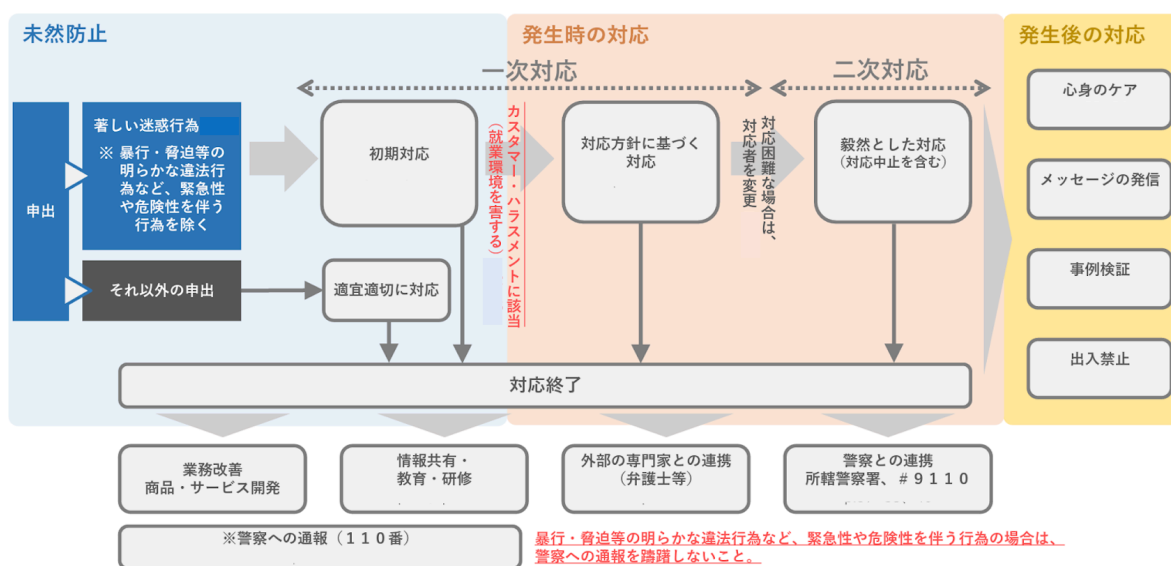 未然防止
発生時の対応
発生後の対応
一次対応
二次対応
申出
著しい迷惑行為
※ 暴行・脅迫等の
明らかな違法行
為など、緊急性
や危険性を伴う
行為を除く
それ以外の申出
初期対応
適宜適切に対応
カスタマー・ハラスメントに該当
（就業環境を害する）
対応方針に基づく
対応
対応困難な場合は、
対応者を変更
毅然とした対応
（対応中止を含む）
対応終了
心身のケア
メッセージの発信
事例検証
出入禁止
業務改善
商品・サービス開発
情報共有・
教育・研修
外部の専門家との連携
（弁護士等）
警察との連携
所轄警察署、＃９１１０
※警察への通報（１１０番）
暴行・脅迫等の明らかな違法行為など、緊急性や危険性を伴う行為の場合は、
警察への通報を躊躇しないこと。